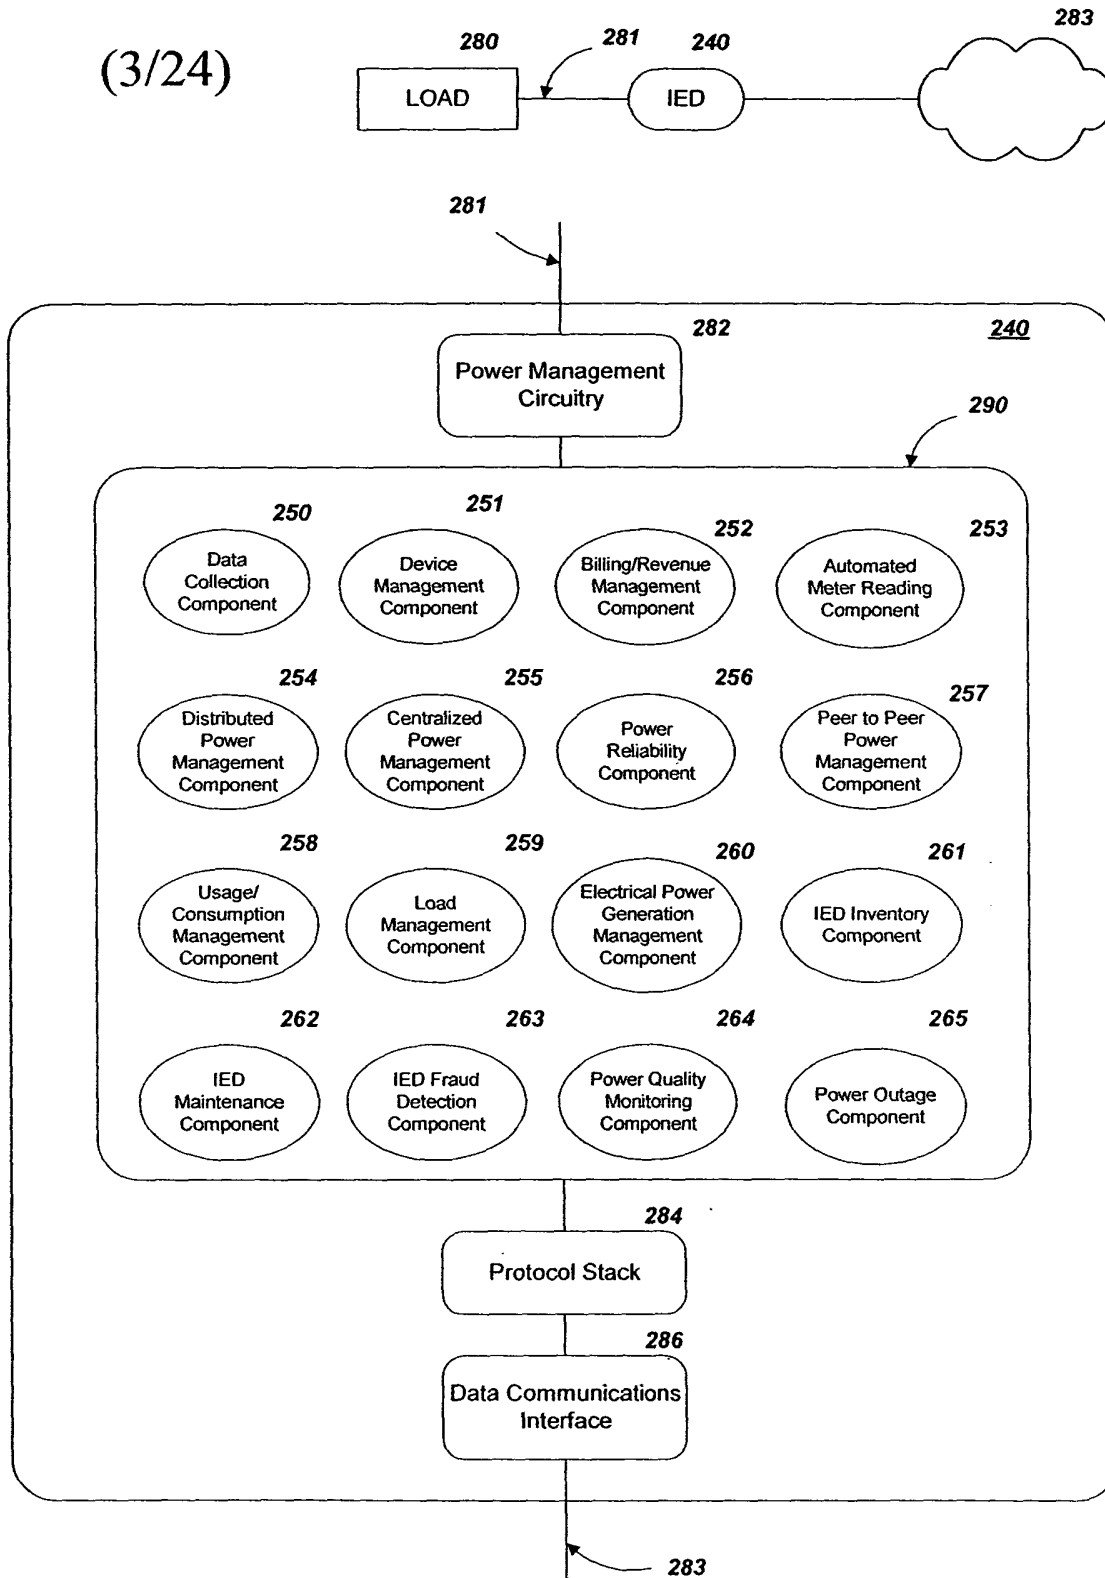 (3/24)
280
281
240
283
LOAD
IED
281
282
240
Power Management
Circuitry
290
250
251
252
253
Data
Collection
Component
Device
Management
Component
Billing/Revenue
Management
Component
Automated
Meter Reading
Component
254
255
256
257
Distributed
Power
Management
Component
Centralized
Power
Management
Component
Power
Reliability
Component
Peer to Peer
Power
Management
Component
258
259
260
261
Usage/
Consumption
Management
Component
Load
Management
Component
Electrical Power
Generation
Management
Component
IED Inventory
Component
262
263
264
265
IED
Maintenance
Component
IED Fraud
Detection
Component
Power Quality
Monitoring
Component
Power Outage
Component
284
Protocol Stack
286
Data Communications
Interface
283